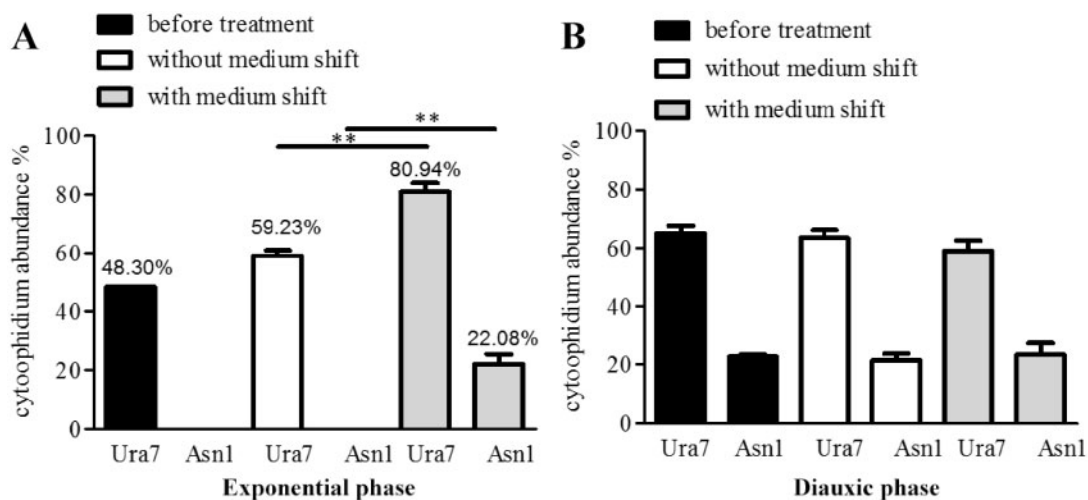 A
before treatment
without medium shift
with medium shift
cytoophidium abundance %
100
80
60
40
20
0
**
**
48.30%
59.23%
80.94%
22.08%
Ura7 Asn1 Ura7 Asn1 Ura7 Asn1
Exponential phase
B
before treatment
without medium shift
with medium shift
cytoophidium abundance %
100
80
60
40
20
0
Ura7 Asn1 Ura7 Asn1 Ura7 Asn1
Diauxic phase